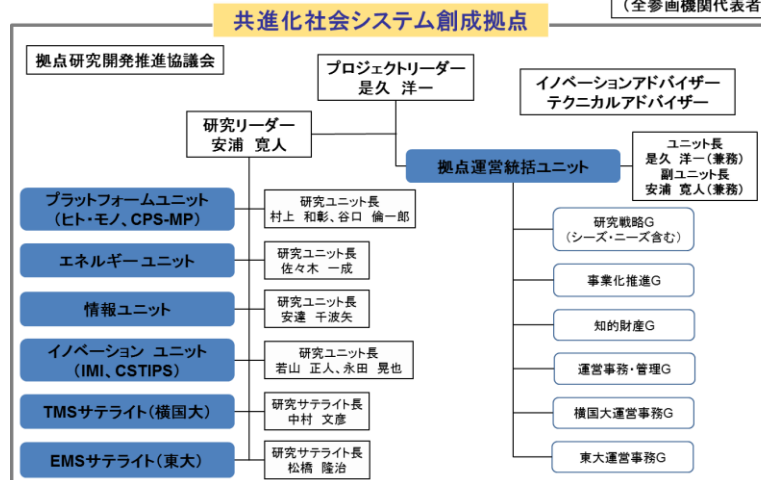 (全参画機関代表者
共進化社会システム創成拠点
拠点研究開発推進協議会
プロジェクトリーダー
是久 洋一
イノベーションアドバイザー
テクニカルアドバイザー
研究リーダー
安浦 寛人
拠点運営統括ユニット
ユニット長
是久 洋一(兼務)
副ユニット長
安浦 寛人(兼務)
プラットフォームユニット
(ヒト・モノ、CPS-MP)
研究ユニット長
村上 和彰、谷口 倫一郎
エネルギーユニット
研究ユニット長
佐々木 一成
情報ユニット
研究ユニット長
安達 千波矢
イノベーション ユニット
(IMI、CSTIPS)
研究ユニット長
若山 正人、永田 晃也
TMSサテライト(横国大)
研究サテライト長
中村 文彦
EMSサテライト(東大)
研究サテライト長
松橋 隆治
研究戦略G
(シーズ・ニーズ含む)
事業化推進G
知的財産G
運営事務・管理G
横国大運営事務G
東大運営事務G